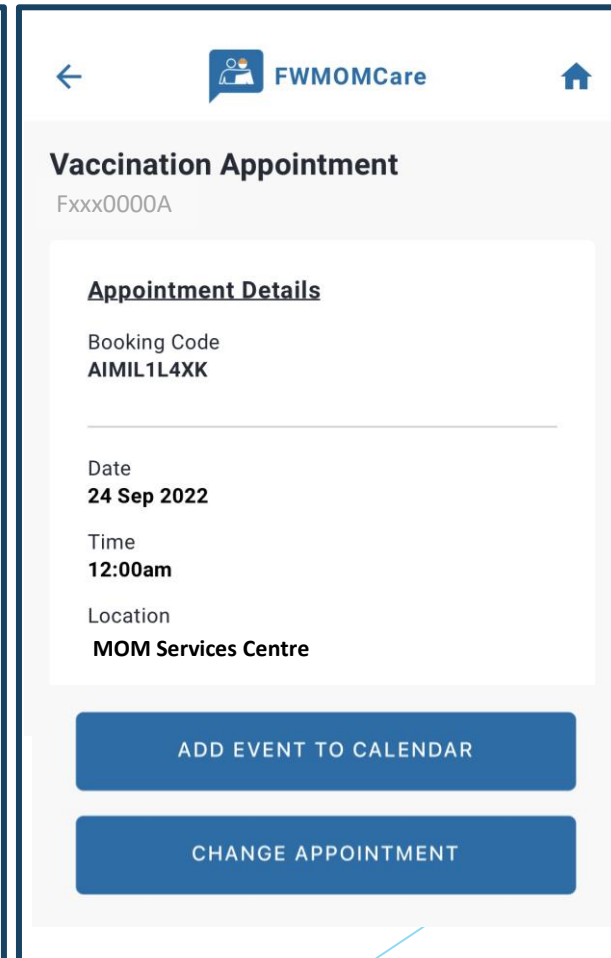 FWMOMCare
Vaccination Appointment
Fxxx0000A
Appointment Details
Booking Code
AIMIL1L4XK
Date
24 Sep 2022
Time
12:00am
Location
MOM Services Centre
ADD EVENT TO CALENDAR
CHANGE APPOINTMENT